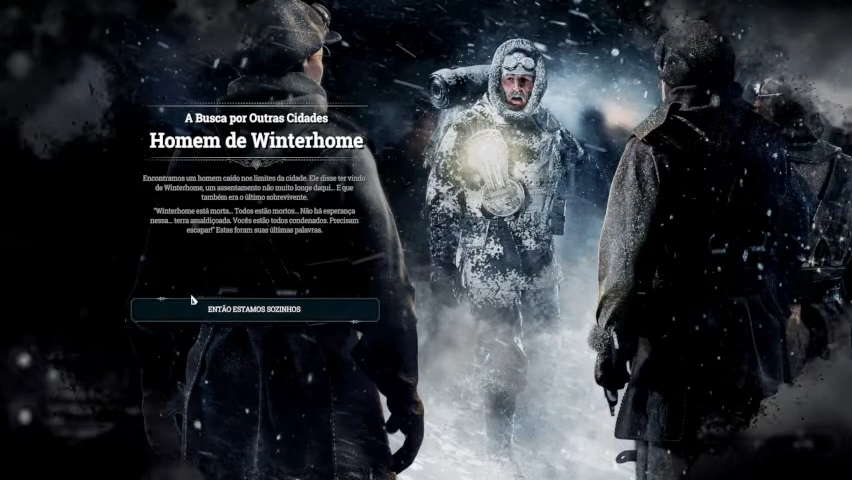 A Busca por Outras Cidades
Homem de Winterhome
Encontramos um homem caído nos limites da cidade. Ele disse ter vindo
de Winterhome, um assentamento não muito longe daqui... E que
também era o último sobrevivente.
"Winterhome está morta... Todos estão mortos... Não há esperança
nessa... terra amaldiçoada. Vocês estão todos condenados. Precisam
escapar!" Estas foram suas últimas palavras.
ENTÃO ESTAMOS SOZINHOS